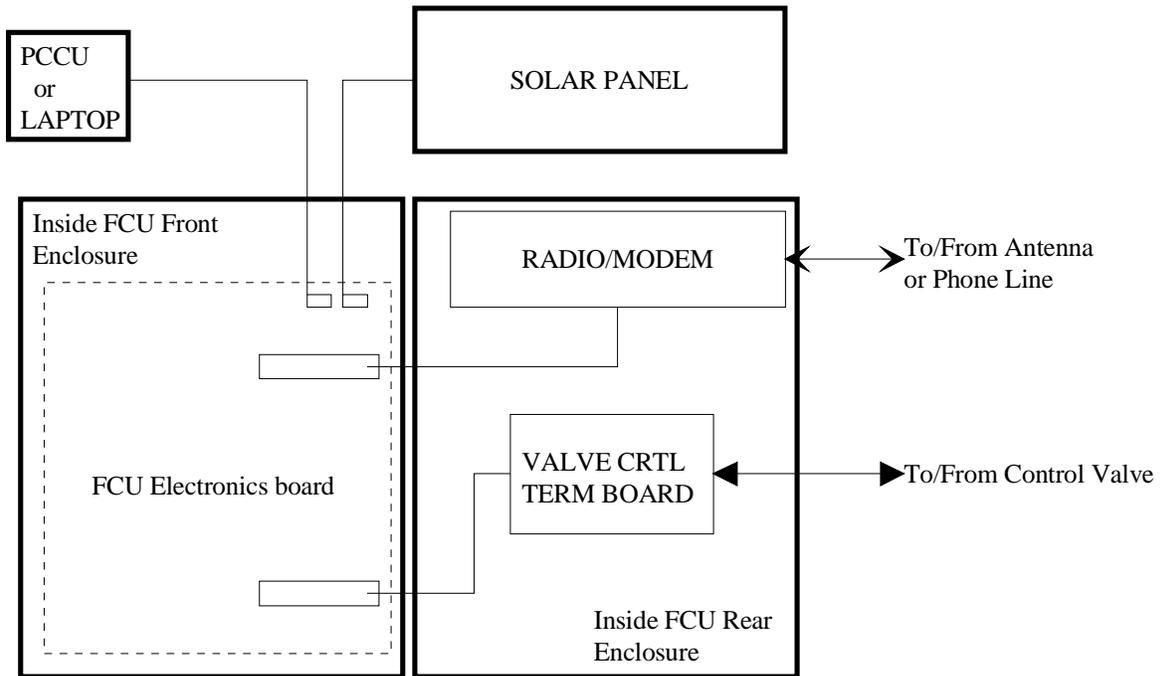 PCCU
or
LAPTOP
SOLAR PANEL
Inside FCU Front
Enclosure
RADIO/MODEM
To/From Antenna
or Phone Line
FCU Electronics board
VALVE CRTL
TERM BOARD
To/From Control Valve
Inside FCU Rear
Enclosure